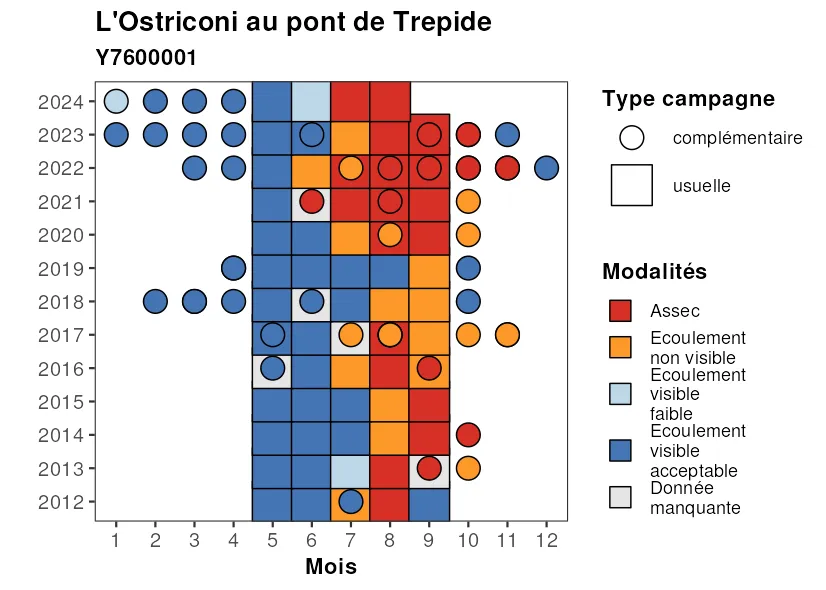 L'Ostriconi au pont de Trepide
Y7600001
2024
2023
2022
2021
2020
2019
2018
2017
2016
2015
2014
2013
2012
1 2 3 4 5 6 7 8 9 10 11 12
Mois
Type campagne
complémentaire
usuelle
Modalités
Assec
Ecoulement
non visible
Ecoulement
visible
faible
Ecoulement
visible
acceptable
Donnée
manquante